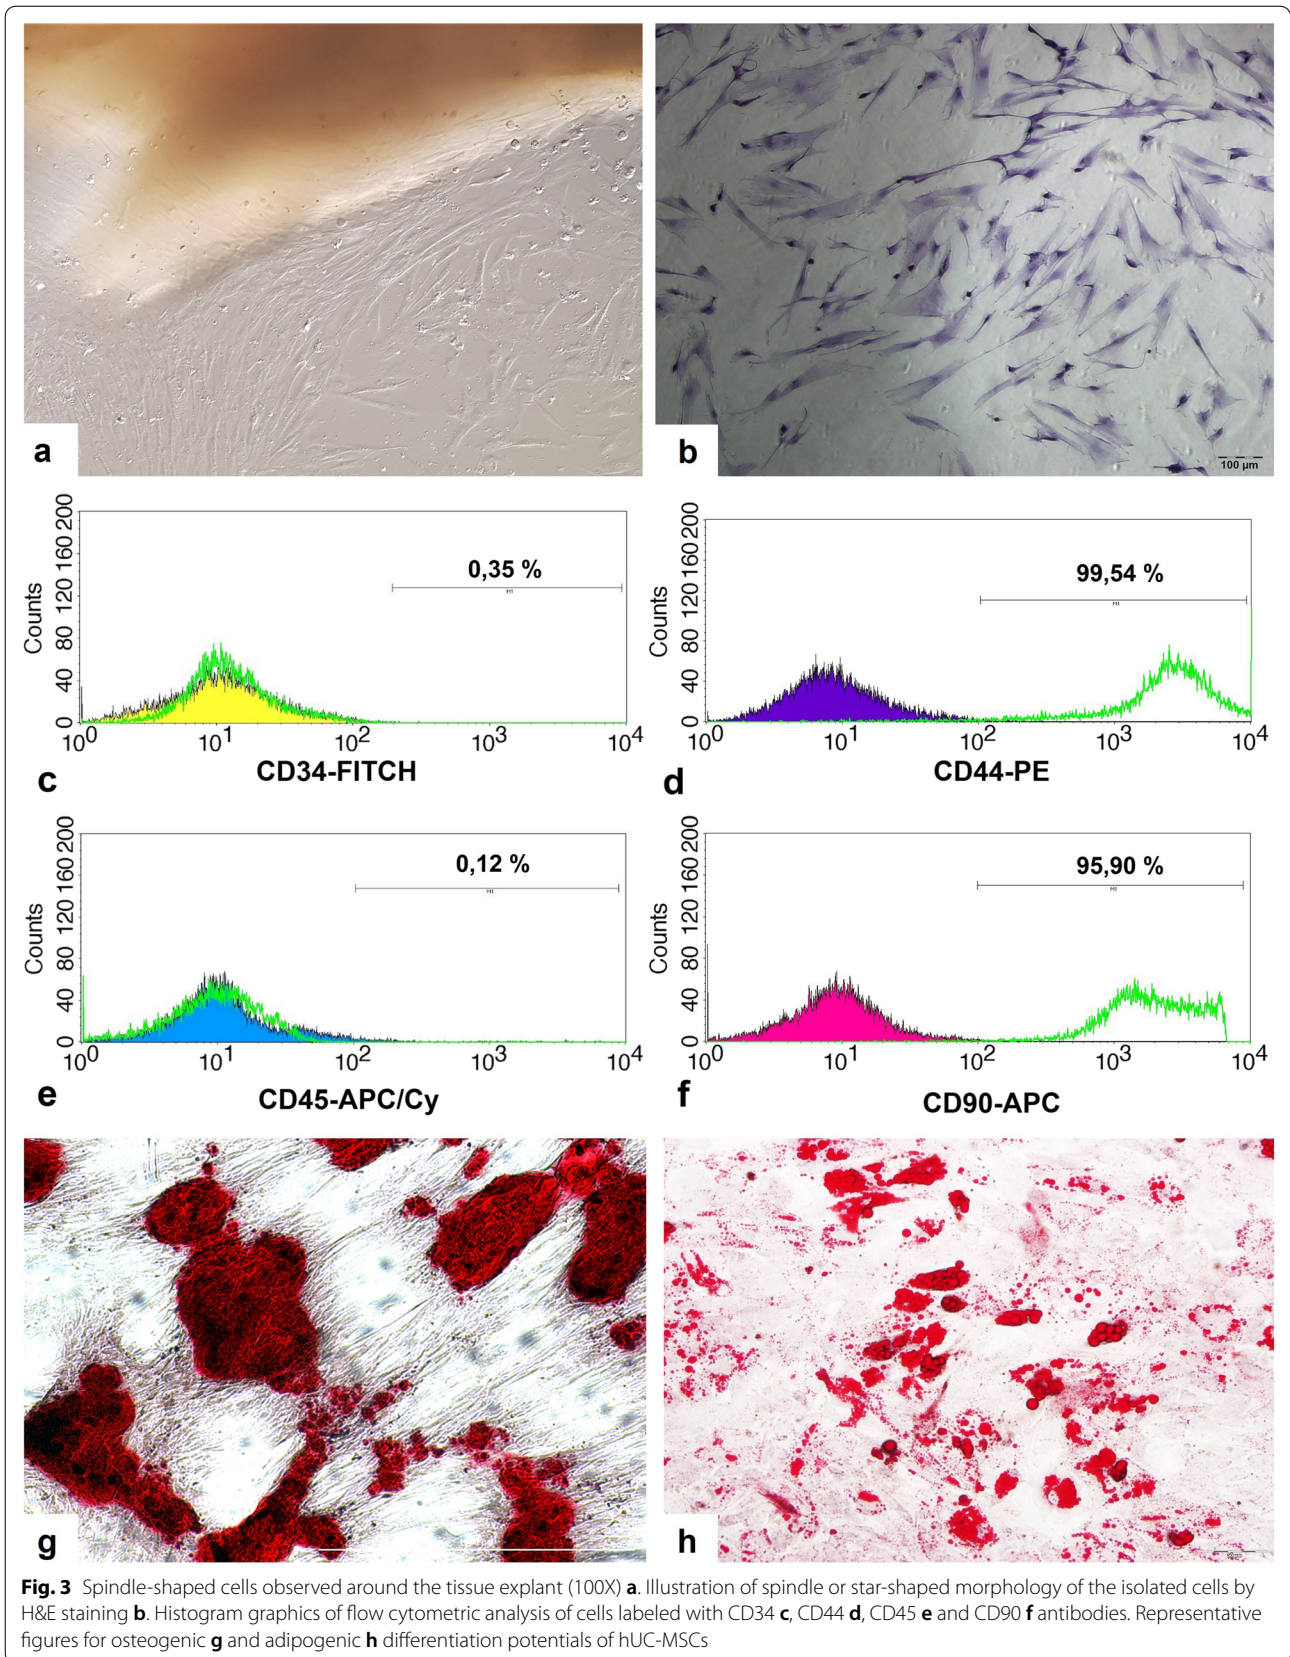 a
b
100 µm
Counts
0 40 80 120 160 200
0,35 %
M1
10⁰ 10¹ 10² 10³ 10⁴
c
CD34-FITCH
Counts
0 40 80 120 160 200
99,54 %
M1
10⁰ 10¹ 10² 10³ 10⁴
d
CD44-PE
Counts
0 40 80 120 160 200
0,12 %
M1
10⁰ 10¹ 10² 10³ 10⁴
e
CD45-APC/Cy
Counts
0 40 80 120 160 200
95,90 %
M1
10⁰ 10¹ 10² 10³ 10⁴
f
CD90-APC
g
h
Fig. 3 Spindle-shaped cells observed around the tissue explant (100X) a. Illustration of spindle or star-shaped morphology of the isolated cells by
H&E staining b. Histogram graphics of flow cytometric analysis of cells labeled with CD34 c, CD44 d, CD45 e and CD90 f antibodies. Representative
figures for osteogenic g and adipogenic h differentiation potentials of hUC-MSCs